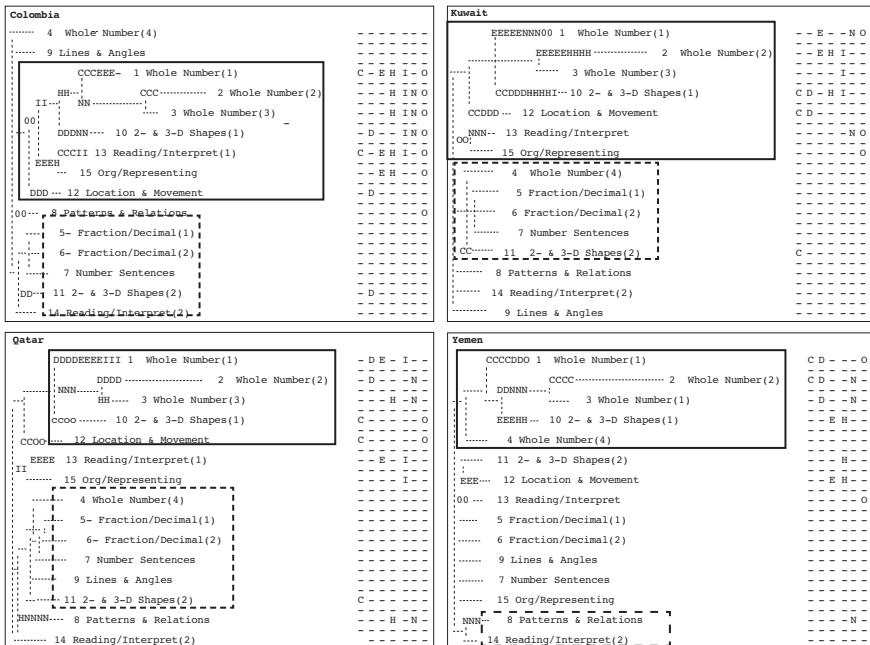 Colombia
4 Whole Number(4) - - - - - - -
9 Lines & Angles - - - - - - -
CCCEEE- 1 Whole Number(1) C - E H I - O
HH CCC 2 Whole Number(2) - - - H I N O
II NN 3 Whole Number(3) - - - H I N O
00
DDDNN 10 2- & 3-D Shapes(1) - D - - I N O
CCCII 13 Reading/Interpret(1) C - E H I - O
EEEH
15 Org/Representing - - E H - - O
DDD 12 Location & Movement - D - - - - -
00 8 Patterns & Relations - - - - - - O
5- Fraction/Decimal(1) - - - - - - -
6- Fraction/Decimal(2) - - - - - - -
7 Number Sentences - - - - - - -
DD 11 2- & 3-D Shapes(2) - D - - - - -
14 Reading/Interpret(2) - - - - - - -
Kuwait
EEEEENNN00 1 Whole Number(1) - - E - - N O
EEEEEHHHH 2 Whole Number(2) - - E H I - -
3 Whole Number(3) - - - - I - -
CCDDDHHHHI 10 2- & 3-D Shapes(1) C D - H I - -
CCDDD 12 Location & Movement C D - - - - -
NNN- 13 Reading/Interpret - - - - - N O
OO
15 Org/Representing - - - - - - O
4 Whole Number(4) - - - - - - -
5 Fraction/Decimal(1) - - - - - - -
6 Fraction/Decimal(2) - - - - - - -
7 Number Sentences - - - - - - -
CC 11 2- & 3-D Shapes(2) C - - - - - -
8 Patterns & Relations - - - - - - -
14 Reading/Interpret(2) - - - - - - -
9 Lines & Angles - - - - - - -
Qatar
DDDDEEEEIII 1 Whole Number(1) - D E - I - -
DDDD 2 Whole Number(2) - D - - - N -
NNN
HH 3 Whole Number(3) - - - H - N -
CCOO 10 2- & 3-D Shapes(1) C - - - - - O
CCOO 12 Location & Movement C - - - - - O
EEEE 13 Reading/Interpret(1) - - E - I - -
II
15 Org/Representing - - - - I - -
4 Whole Number(4) - - - - - - -
5- Fraction/Decimal(1) - - - - - - -
6- Fraction/Decimal(2) - - - - - - -
7 Number Sentences - - - - - - -
9 Lines & Angles - - - - - - -
11 2- & 3-D Shapes(2) C - - - - - -
HNNNN 8 Patterns & Relations - - - H - N -
14 Reading/Interpret(2) - - - - - - -
Yemen
CCCCDDO 1 Whole Number(1) C D - - - O
CCCC 2 Whole Number(2) C D - - N -
DDNNN
3 Whole Number(1) - D - - N -
EEEHH 10 2- & 3-D Shapes(1) - - E H - -
4 Whole Number(4) - - - - - -
11 2- & 3-D Shapes(2) - - - H - -
EEE 12 Location & Movement - - E H - -
00 13 Reading/Interpret - - - - - O
5 Fraction/Decimal(1) - - - - - -
6 Fraction/Decimal(2) - - - - - -
9 Lines & Angles - - - - - -
7 Number Sentences - - - - - -
15 Org/Representing - - - - - -
NNN 8 Patterns & Relations - - - - N -
14 Reading/Interpret(2) - - - - - -